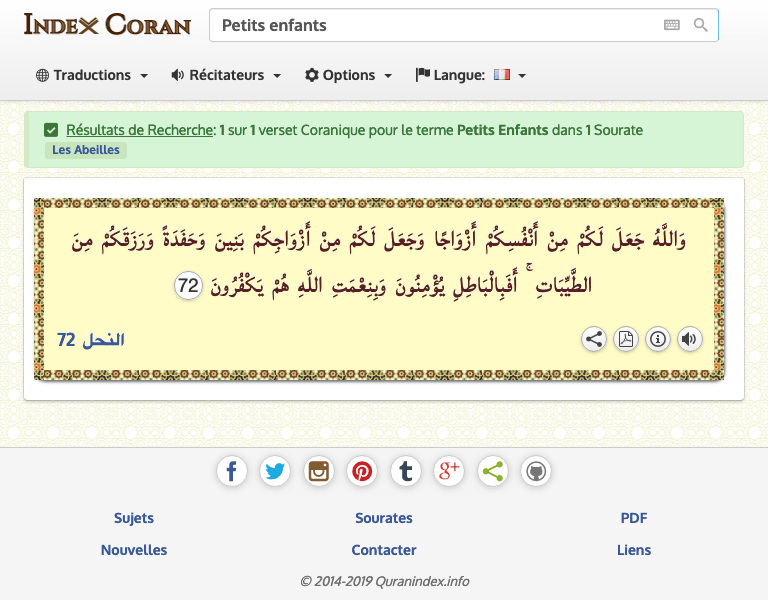 Index Coran
Petits enfants
Traductions Récitateurs Options Langue:
Résultats de Recherche: 1 sur 1 verset Coranique pour le terme Petits Enfants dans 1 Sourate
Les Abeilles
وَاللَّهُ جَعَلَ لَكُمْ مِنْ أَنْفُسِكُمْ أَزْوَاجًا وَجَعَلَ لَكُمْ مِنْ أَزْوَاجِكُمْ بَنِينَ وَحَفَدَةً وَرَزَقَكُمْ مِنَ
الطَّيِّبَاتِ ۚ أَفَبِالْبَاطِلِ يُؤْمِنُونَ وَبِنِعْمَتِ اللَّهِ هُمْ يَكْفُرُونَ 72
النحل 72
Sujets Sourates PDF
Nouvelles Contacter Liens
© 2014-2019 Quranindex.info